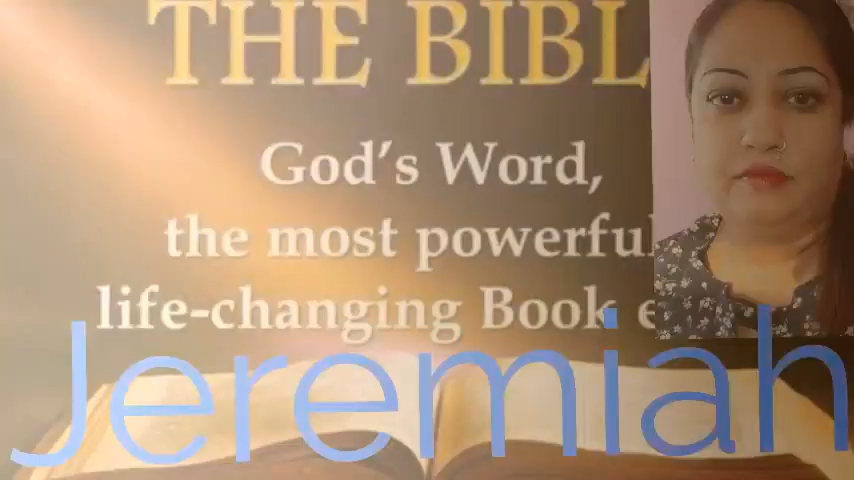 THE BIBL
God's Word,
the most powerful
life-changing Book e
Jeremiah